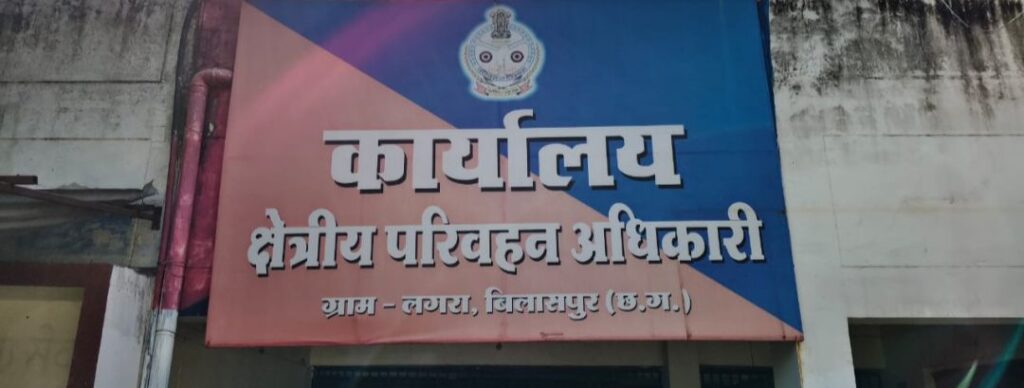 कार्यालय
क्षेत्रीय परिवहन अधिकारी
ग्राम - लगरा, बिलासपुर (छ.ग.)